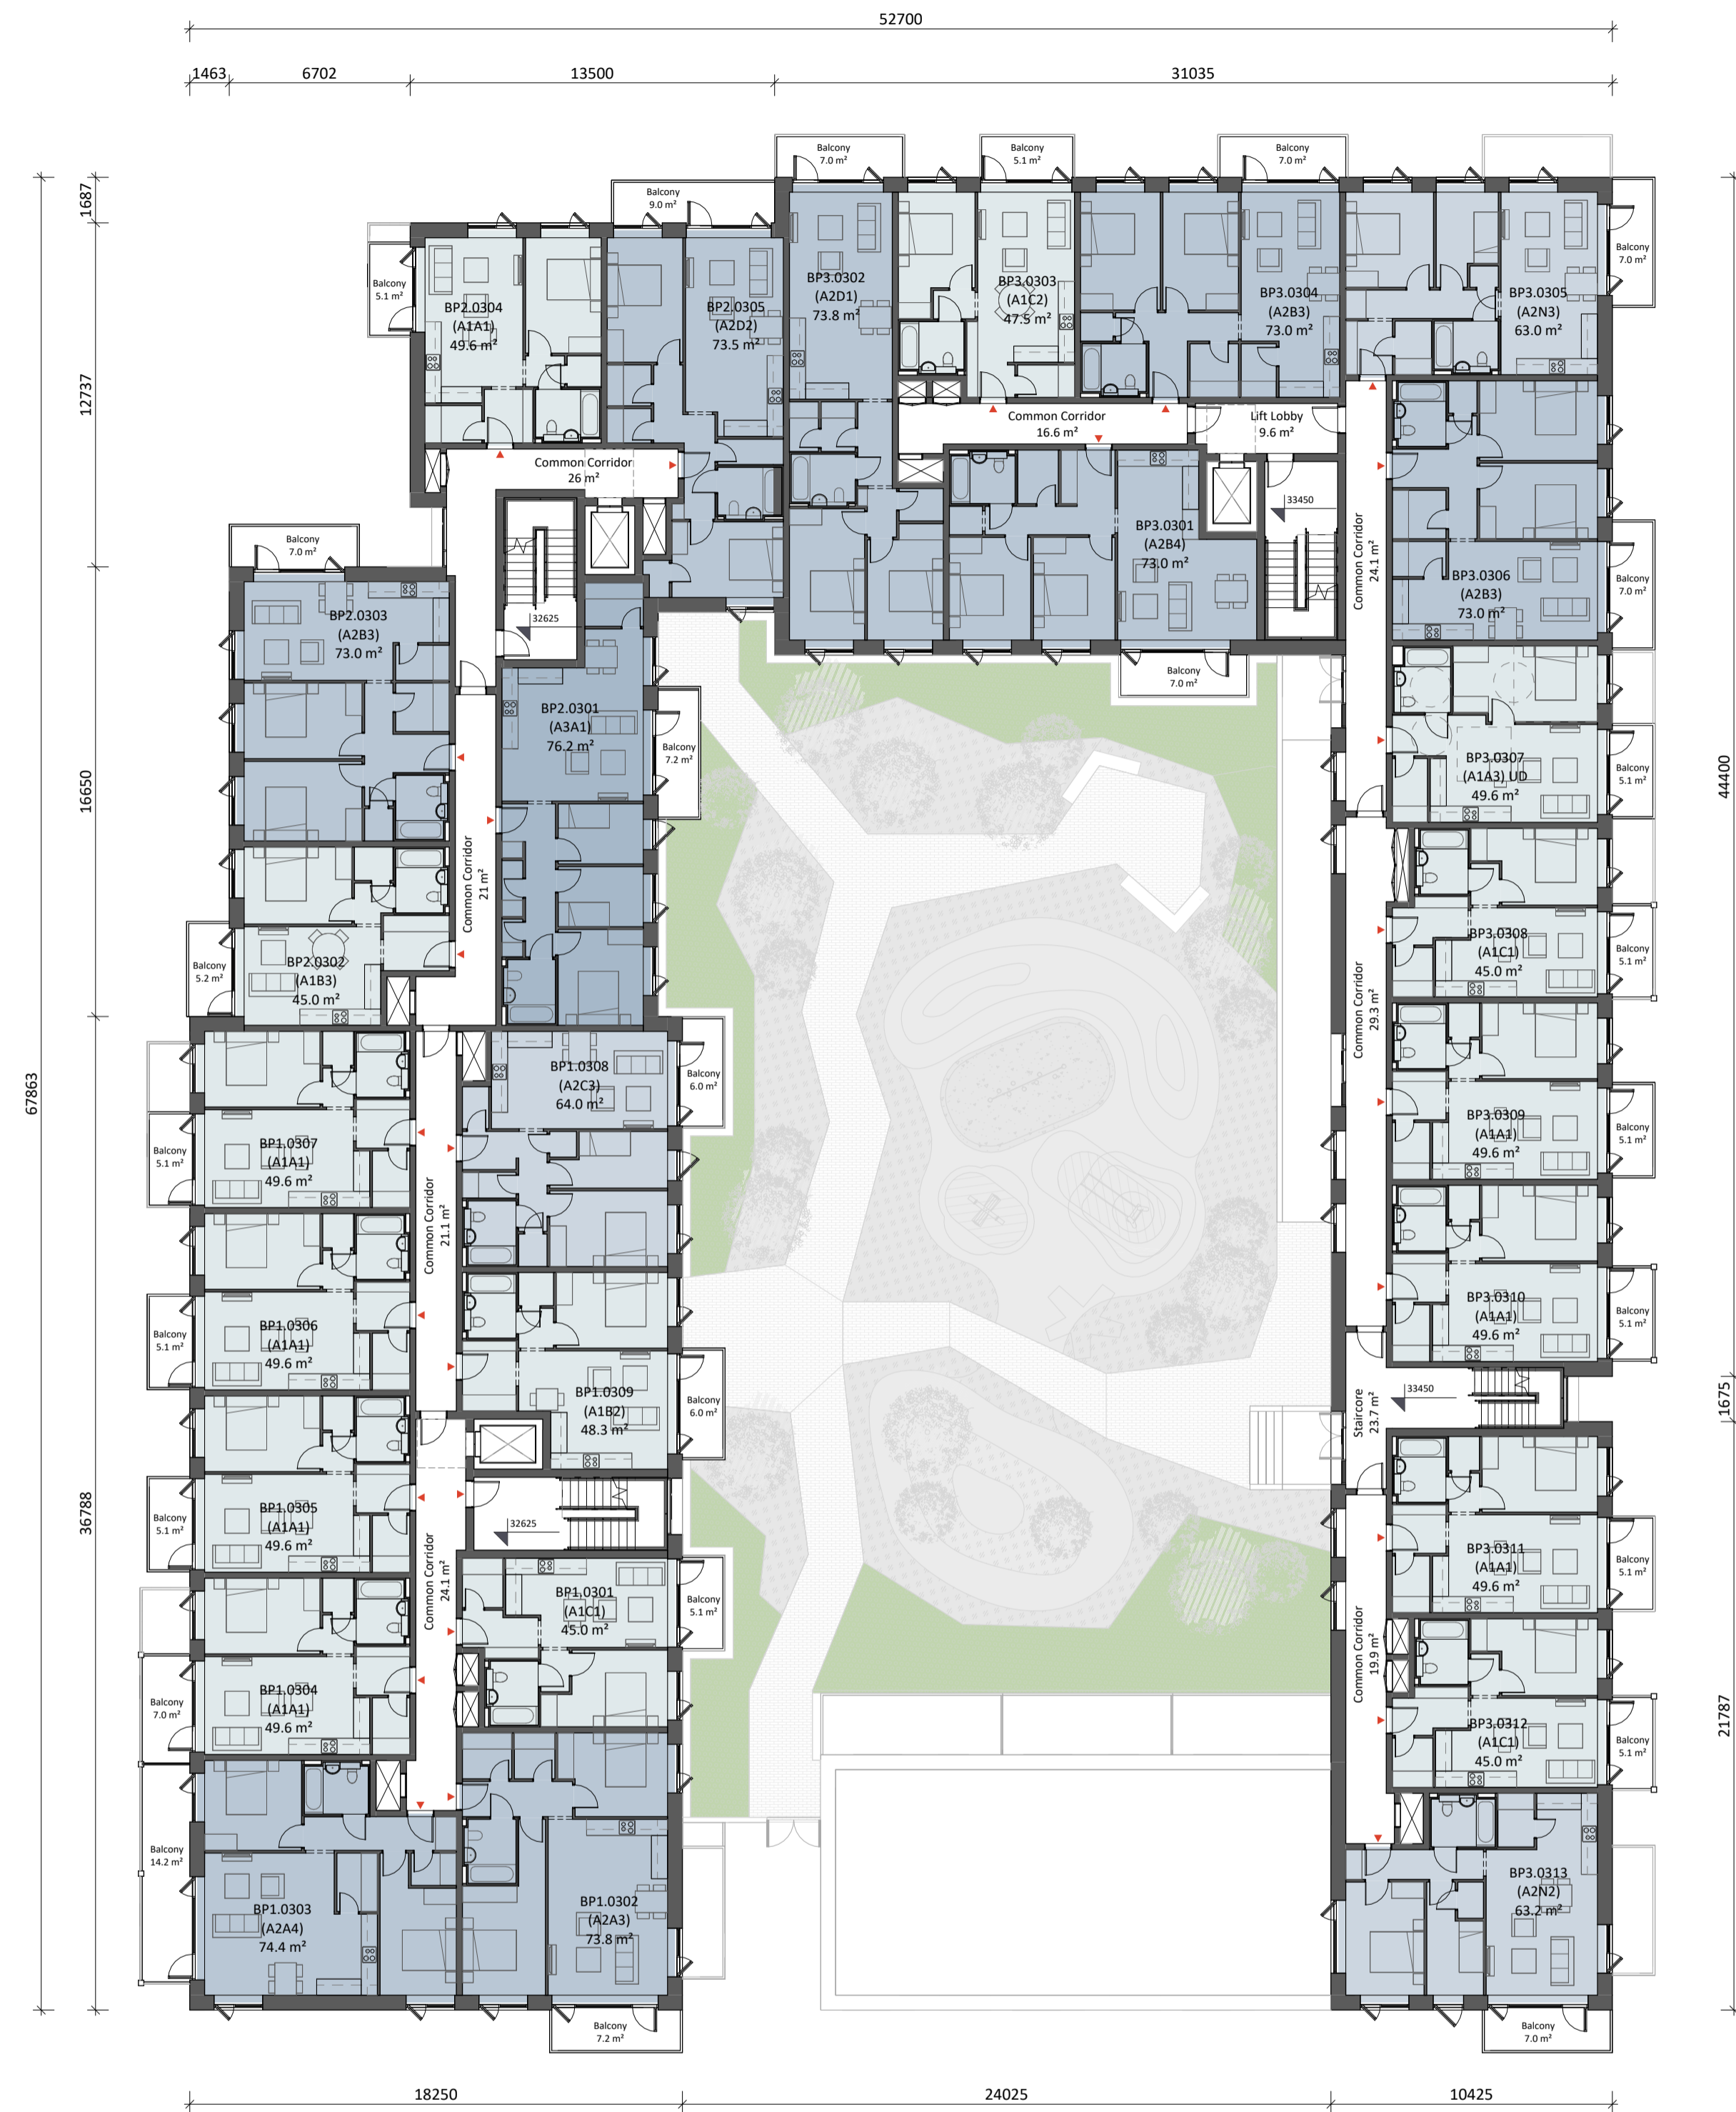 52700
1463
6702
13500
31035
67863
1687
12737
16650
36788
44400
1675
21787
18250
24025
10425
Balcony
7.0 m²
Balcony
5.1 m²
Balcony
7.0 m²
Balcony
9.0 m²
Balcony
5.1 m²
Balcony
7.0 m²
BP2.0304
(A1A1)
49.6 m²
BP2.0305
(A2D2)
73.5 m²
BP3.0302
(A2D1)
73.8 m²
BP3.0303
(A1C2)
47.5 m²
BP3.0304
(A2B3)
73.0 m²
BP3.0305
(A2N3)
63.0 m²
Common Corridor
16.6 m²
Lift Lobby
9.6 m²
Common Corridor
26 m²
33450
BP3.0301
(A2B4)
73.0 m²
Common Corridor
24.1 m²
BP3.0306
(A2B3)
73.0 m²
Balcony
7.0 m²
Balcony
7.0 m²
32625
BP2.0303
(A2B3)
73.0 m²
Balcony
7.0 m²
BP2.0301
(A3A1)
76.2 m²
Balcony
7.2 m²
BP3.0307
(A1A3) UD
49.6 m²
Balcony
5.1 m²
Common Corridor
21 m²
BP2.0302
(A1B3)
45.0 m²
Balcony
5.2 m²
BP3.0308
(A1C1)
45.0 m²
Balcony
5.1 m²
Common Corridor
29.3 m²
BP1.0308
(A2C3)
64.0 m²
Balcony
6.0 m²
BP1.0307
(A1A1)
49.6 m²
Balcony
5.1 m²
BP3.0309
(A1A1)
49.6 m²
Balcony
5.1 m²
Common Corridor
21.1 m²
BP1.0306
(A1A1)
49.6 m²
Balcony
5.1 m²
BP3.0310
(A1A1)
49.6 m²
Balcony
5.1 m²
BP1.0309
(A1B2)
48.3 m²
Balcony
6.0 m²
Staircore
23.7 m²
33450
BP1.0305
(A1A1)
49.6 m²
Balcony
5.1 m²
32625
BP3.0311
(A1A1)
49.6 m²
Balcony
5.1 m²
Common Corridor
24.1 m²
BP1.0301
(A1C1)
45.0 m²
Balcony
5.1 m²
Common Corridor
19.9 m²
BP1.0304
(A1A1)
49.6 m²
Balcony
7.0 m²
BP3.0312
(A1C1)
45.0 m²
Balcony
5.1 m²
Balcony
14.2 m²
BP1.0303
(A2A4)
74.4 m²
BP1.0302
(A2A3)
73.8 m²
BP3.0313
(A2N2)
63.2 m²
Balcony
7.2 m²
Balcony
7.0 m²